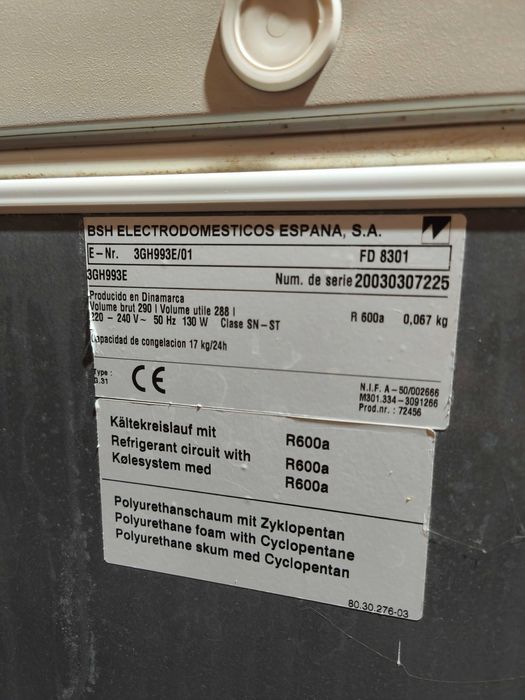 BSH ELECTRODOMESTICOS ESPANA, S.A.
E-Nr. 3GH993E/01 FD 8301
3GH993E Num. de serie 20030307225
Producido en Dinamarca
Volume brut 290 l Volume utile 288 l
220 - 240 V~ 50 Hz 130 W Clase SN-ST R 600a 0,067 kg
Capacidad de congelacion 17 kg/24h
Type :
G.31
CE
N.I.F. A-50/002666
M301.334-3091266
Prod.nr. : 72456
Kältekreislauf mit R600a
Refrigerant circuit with R600a
Kølesystem med R600a
Polyurethanschaum mit Zyklopentan
Polyurethane foam with Cyclopentane
Polyurethane skum med Cyclopentan
80.30.276-03